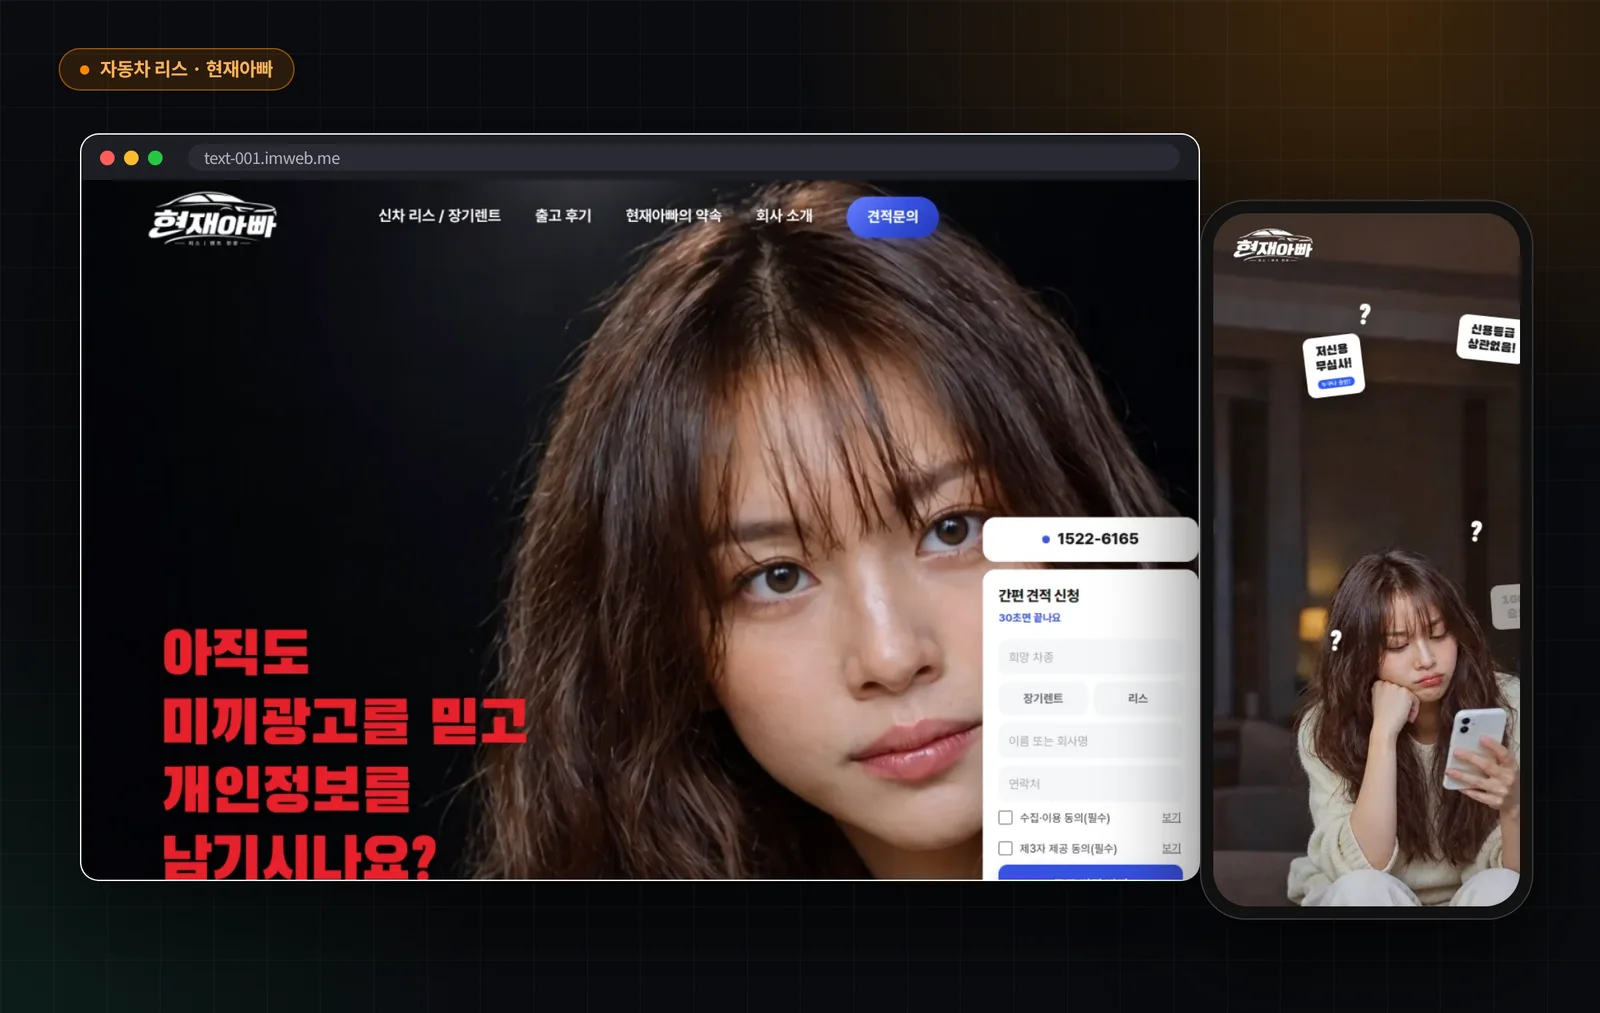 자동차 리스 · 현재아빠
text-001.imweb.me
현재아빠
신차 리스 / 장기렌트
출고 후기
현재아빠의 약속
회사 소개
견적문의
아직도
미끼광고를 믿고
개인정보를
남기시나요?
1522-6165
간편 견적 신청
30초면 끝나요
희망 차종
장기렌트
리스
이름 또는 회사명
연락처
수집·이용 동의(필수)
보기
제3자 제공 동의(필수)
보기
현재아빠
?
저신용
무심사!
신용등급
상관없음!
?
?